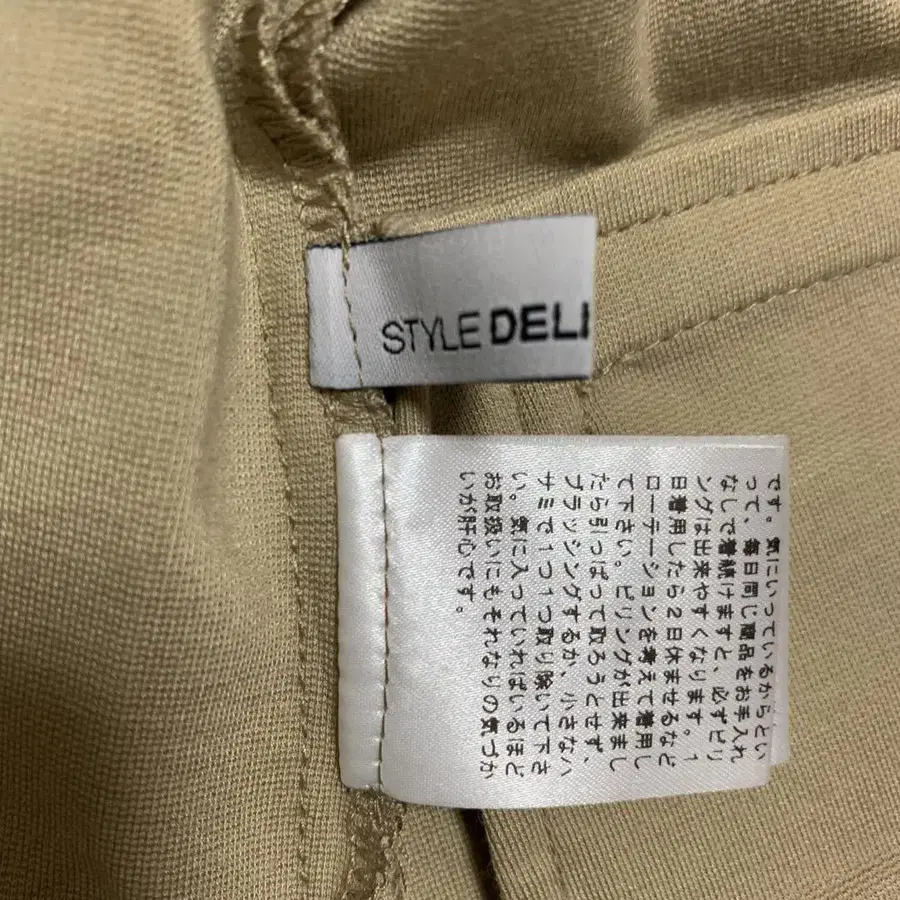 STYLE DELI
です。気にいっているからとい
って、毎日同じ商品をお手入れ
なしで着続けますと、必ずピリ
ングは出来やすくなります。1
日着用したら2日休ませるなど
ローテーションを考えて着用し
て下さい。ピリングが出来まし
たら引っぱって取ろうとせず、
ブラッシングするか、小さなハ
サミで1つ1つ取り除いて下さ
い。気に入っていればいるほど
お取扱いにもそれなりの気づか
いが肝心です。